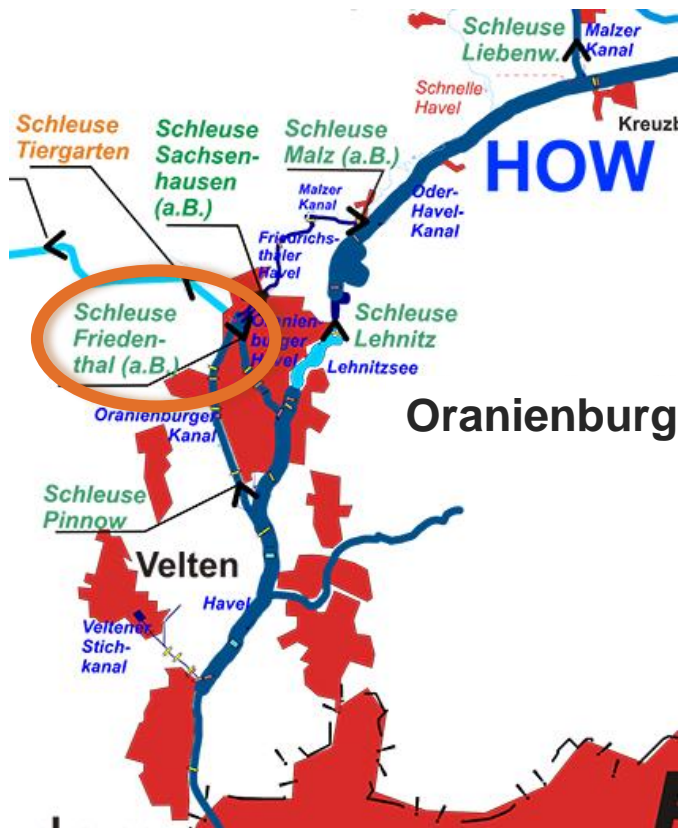 Schleuse
Liebenw.
Malzer
Kanal
Schnelle
Havel
Schleuse
Tiergarten
Schleuse
Sachsen-
hausen
(a.B.)
Schleuse
Malz (a.B.)
HOW
Malzer
Kanal
Oder-
Havel-
Kanal
Friedrichs-
thaler
Havel
Schleuse
Frieden-
thal (a.B.)
Oranien-
burger
Havel
Schleuse
Lehnitz
Lehnitzsee
Oranienburg
Oranienburger
Kanal
Schleuse
Pinnow
Velten
Havel
Veltener
Stich-
kanal